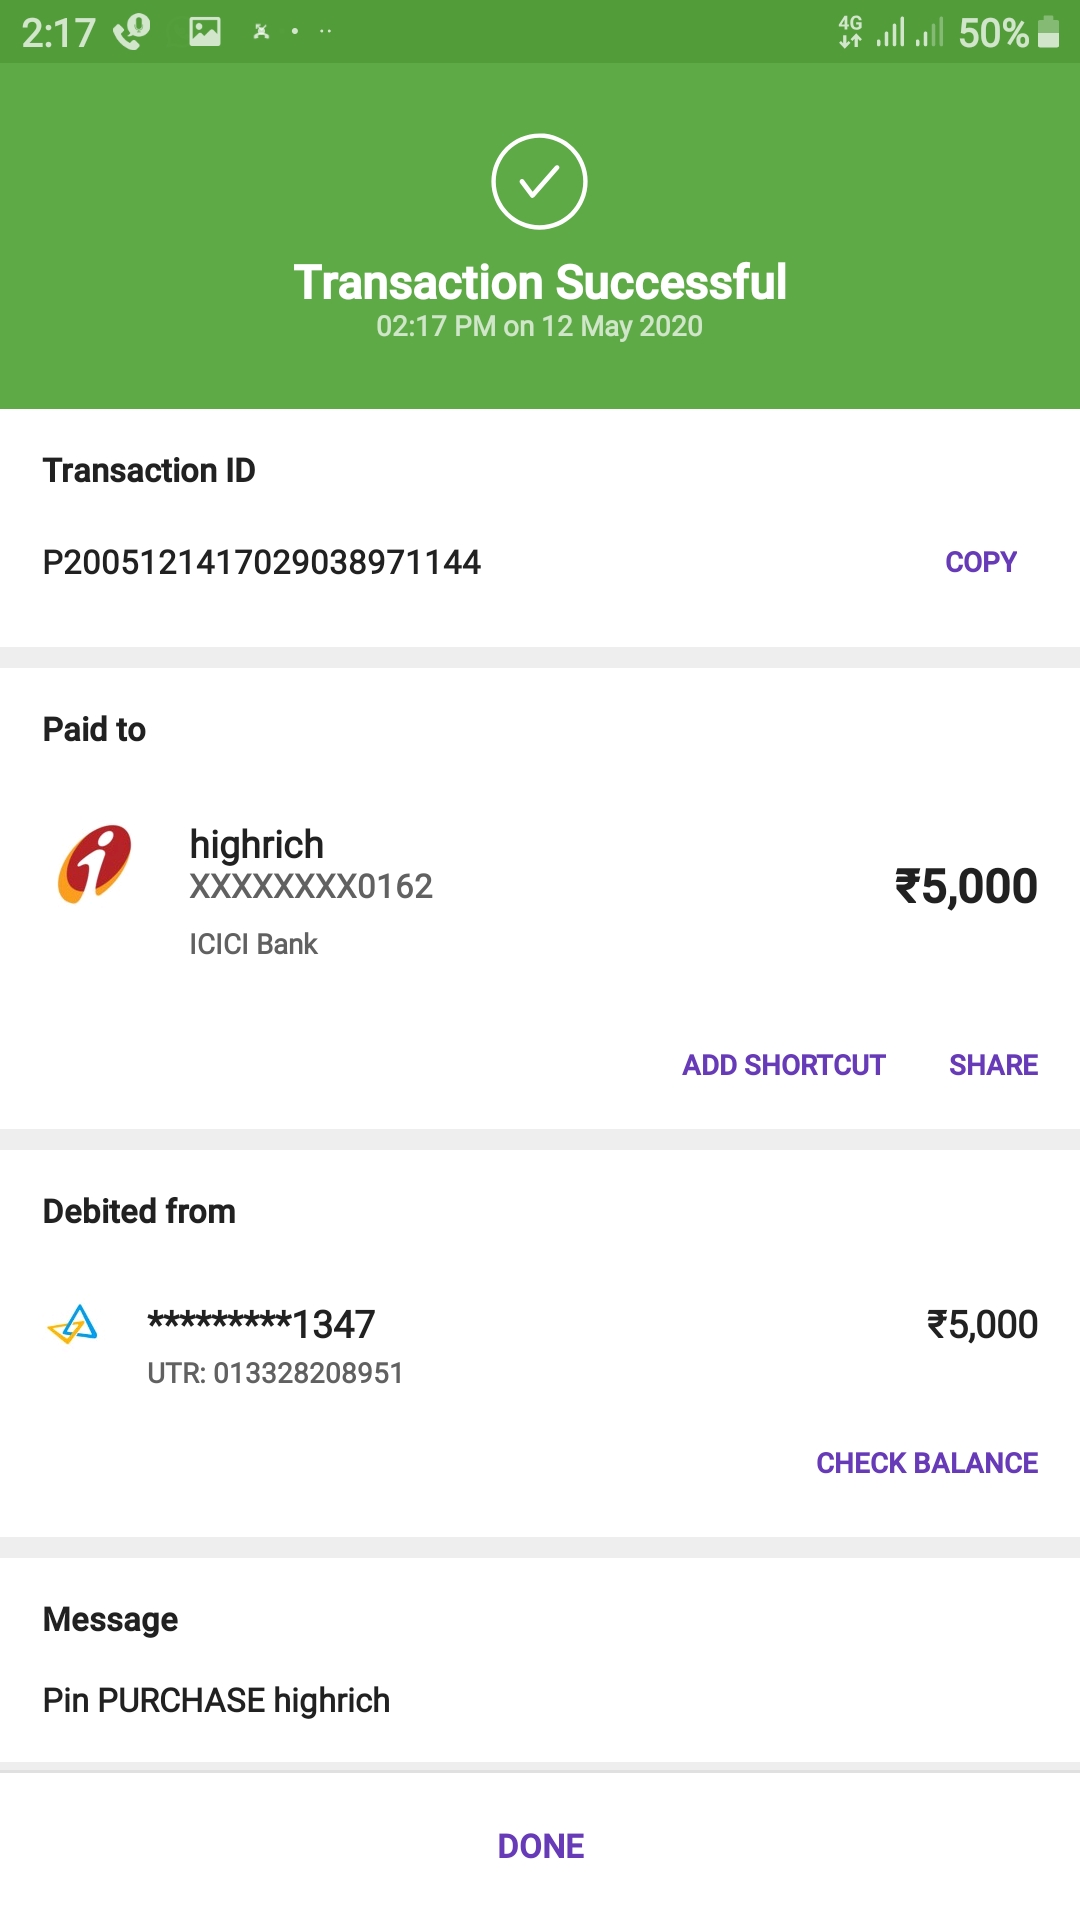 2:17
4G
50%
Transaction Successful
02:17 PM on 12 May 2020
Transaction ID
P2005121417029038971144
COPY
Paid to
highrich
XXXXXXXX0162
₹5,000
ICICI Bank
ADD SHORTCUT
SHARE
Debited from
*********1347
₹5,000
UTR: 013328208951
CHECK BALANCE
Message
Pin PURCHASE highrich
DONE